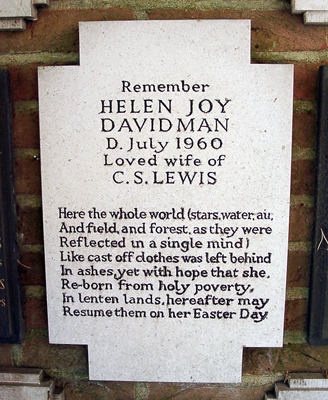 Remember
HELEN JOY
DAVIDMAN
D. July 1960
Loved wife of
C.S.LEWIS
Here the whole world (stars, water, air,
And field, and forest, as they were
Reflected in a single mind)
Like cast off clothes was left behind
In ashes, yet with hope that she,
Re-born from holy poverty,
In lenten lands, hereafter may
Resume them on her Easter Day.